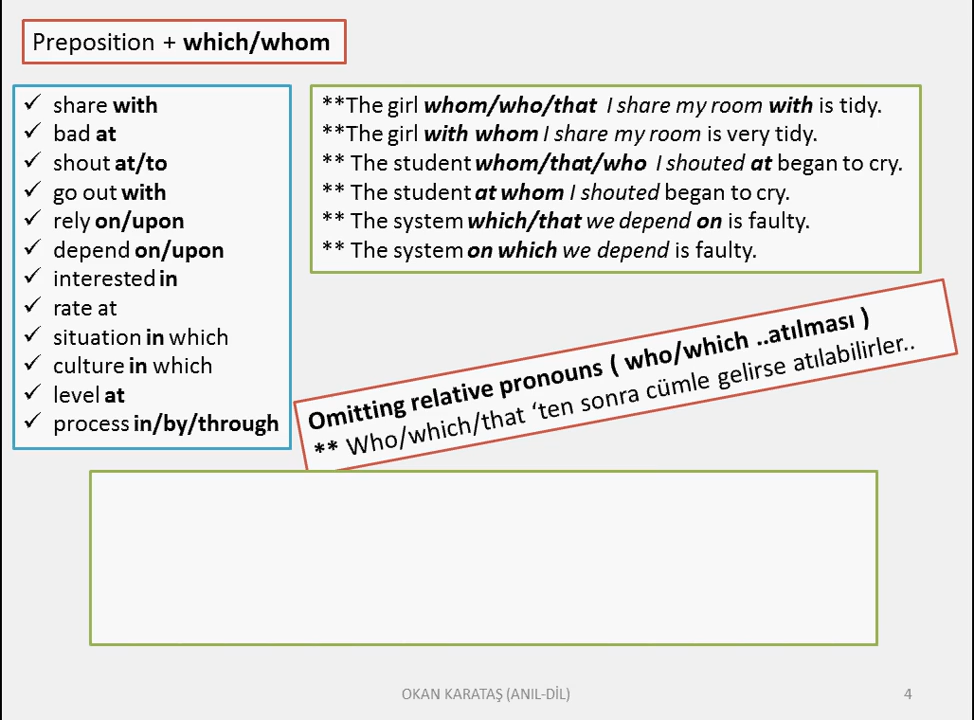 Preposition + which/whom
✓ share with
✓ bad at
✓ shout at/to
✓ go out with
✓ rely on/upon
✓ depend on/upon
✓ interested in
✓ rate at
✓ situation in which
✓ culture in which
✓ level at
✓ process in/by/through
**The girl whom/who/that I share my room with is tidy.
**The girl with whom I share my room is very tidy.
** The student whom/that/who I shouted at began to cry.
** The student at whom I shouted began to cry.
** The system which/that we depend on is faulty.
** The system on which we depend is faulty.
Omitting relative pronouns ( who/which ..atılması )
** Who/which/that ‘ten sonra cümle gelirse atılabilirler..
OKAN KARATAŞ (ANIL-DİL)
4